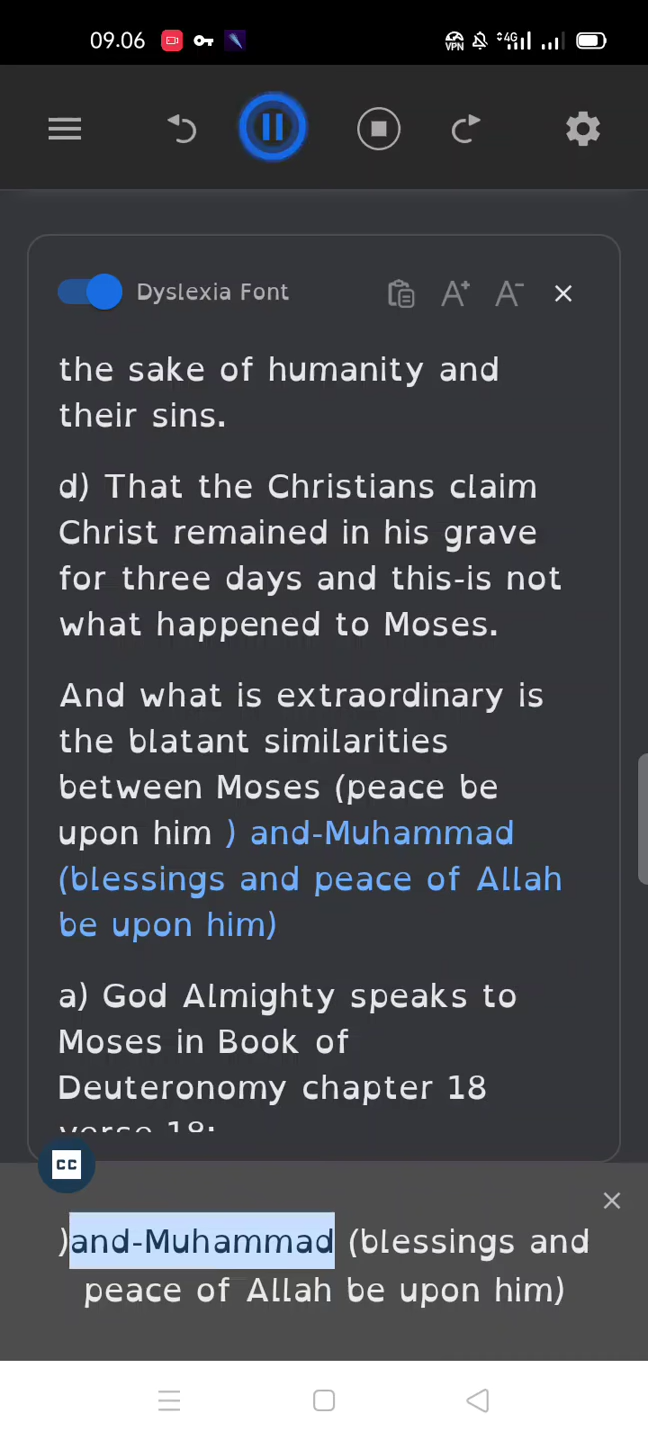 09.06
VPN
4G
Dyslexia Font
A+
A-
the sake of humanity and
their sins.
d) That the Christians claim
Christ remained in his grave
for three days and this-is not
what happened to Moses.
And what is extraordinary is
the blatant similarities
between Moses (peace be
upon him ) and-Muhammad
(blessings and peace of Allah
be upon him)
a) God Almighty speaks to
Moses in Book of
Deuteronomy chapter 18
verse 18:
CC
)and-Muhammad (blessings and
peace of Allah be upon him)